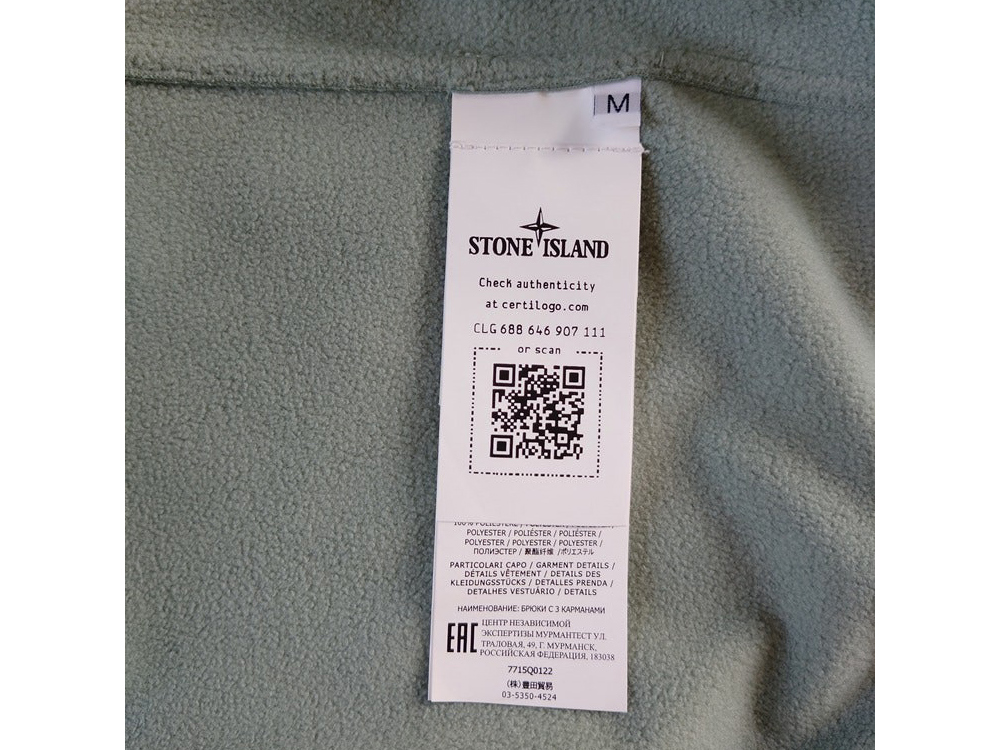 M
STONE ISLAND
Check authenticity
at certilogo.com
CLG 688 646 907 111
or scan
POLYESTER / POLIÉSTER / POLIÉSTER /
POLYESTER / POLYESTER / POLYESTER /
ПОЛИЭСТЕР / 聚酯纤维 /ポリエステル
PARTICOLARI CAPO / GARMENT DETAILS /
DÉTAILS VÊTEMENT / DETAILS DES
KLEIDUNGSSTÜCKS / DETALLES PRENDA /
DETALHES VESTUÁRIO / DETAILS
НАИМЕНОВАНИЕ: БРЮКИ С 3 КАРМАНАМИ
EAC
ЦЕНТР НЕЗАВИСИМОЙ
ЭКСПЕРТИЗЫ МУРМАНТЕСТ УЛ.
ТРАЛОВАЯ, 49, Г. МУРМАНСК,
РОССИЙСКАЯ ФЕДЕРАЦИЯ, 183038
7715Q0122
(株)豊田貿易
03-5350-4524